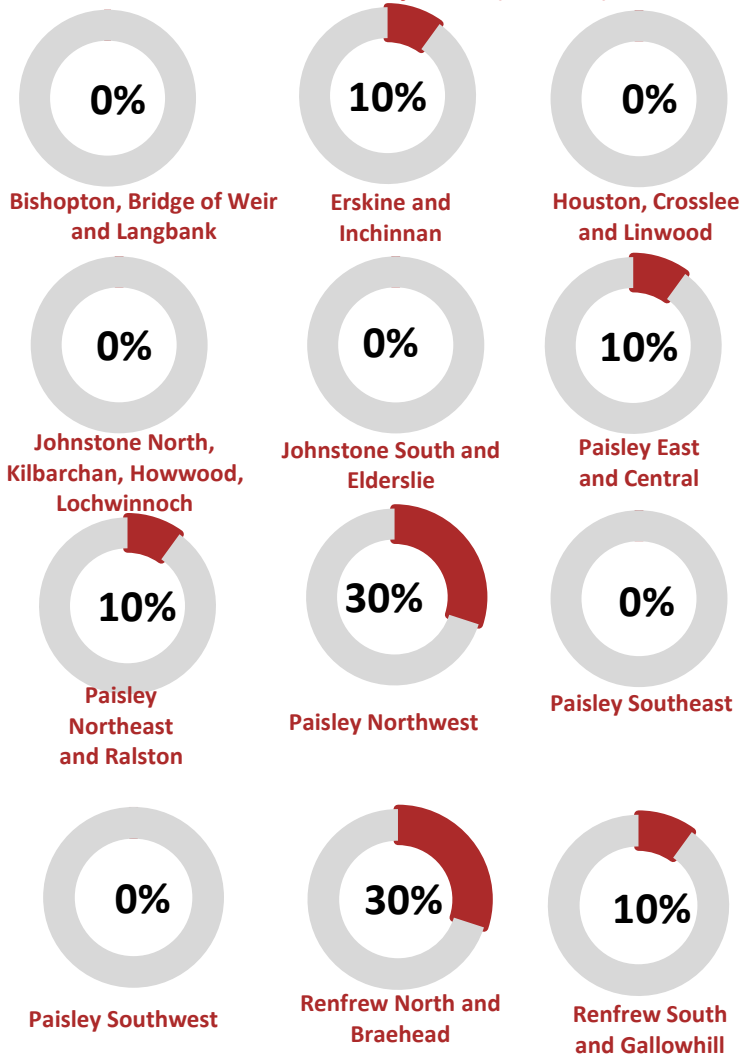 0%
10%
0%
Bishopton, Bridge of Weir
and Langbank
Erskine and
Inchinnan
Houston, Crosslee
and Linwood
0%
0%
10%
Johnstone North,
Kilbarchan, Howwood,
Lochwinnoch
Johnstone South and
Elderslie
Paisley East
and Central
10%
30%
0%
Paisley
Northeast
and Ralston
Paisley Northwest
Paisley Southeast
0%
30%
10%
Paisley Southwest
Renfrew North and
Braehead
Renfrew South
and Gallowhill